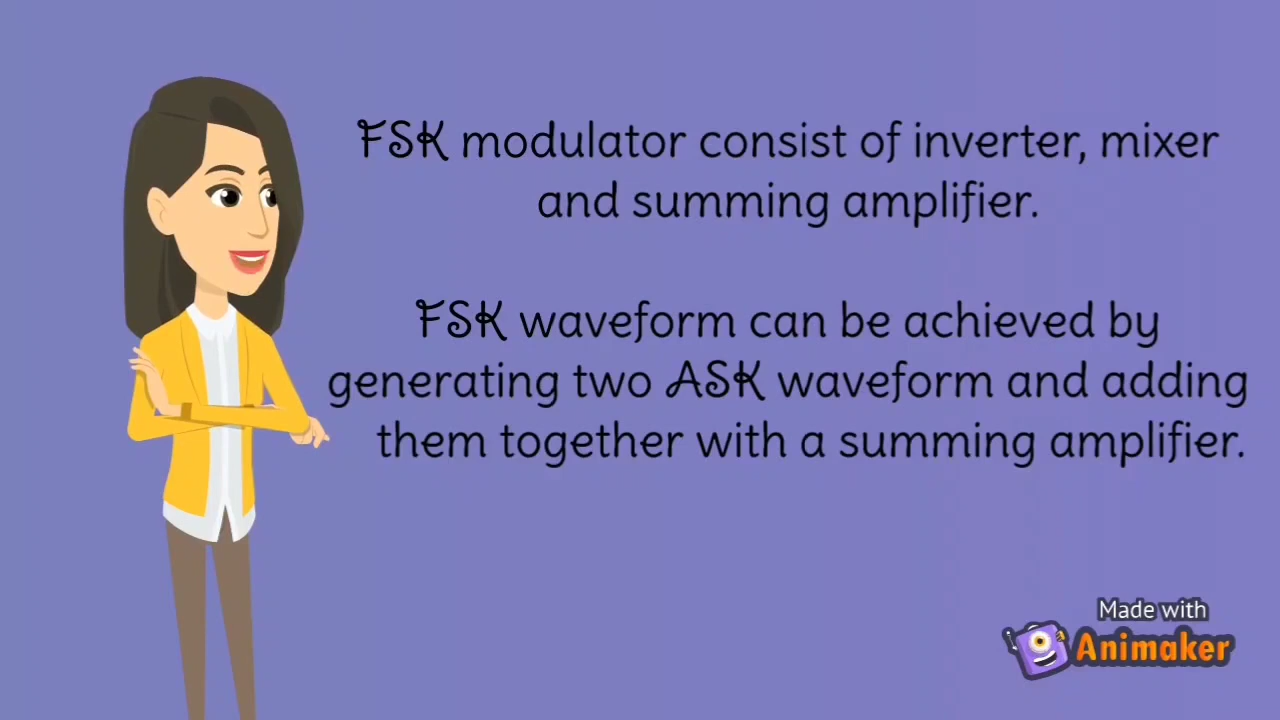 FSK modulator consist of inverter, mixer
and summing amplifier.
FSK waveform can be achieved by
generating two ASK waveform and adding
them together with a summing amplifier.
Made with
Animaker